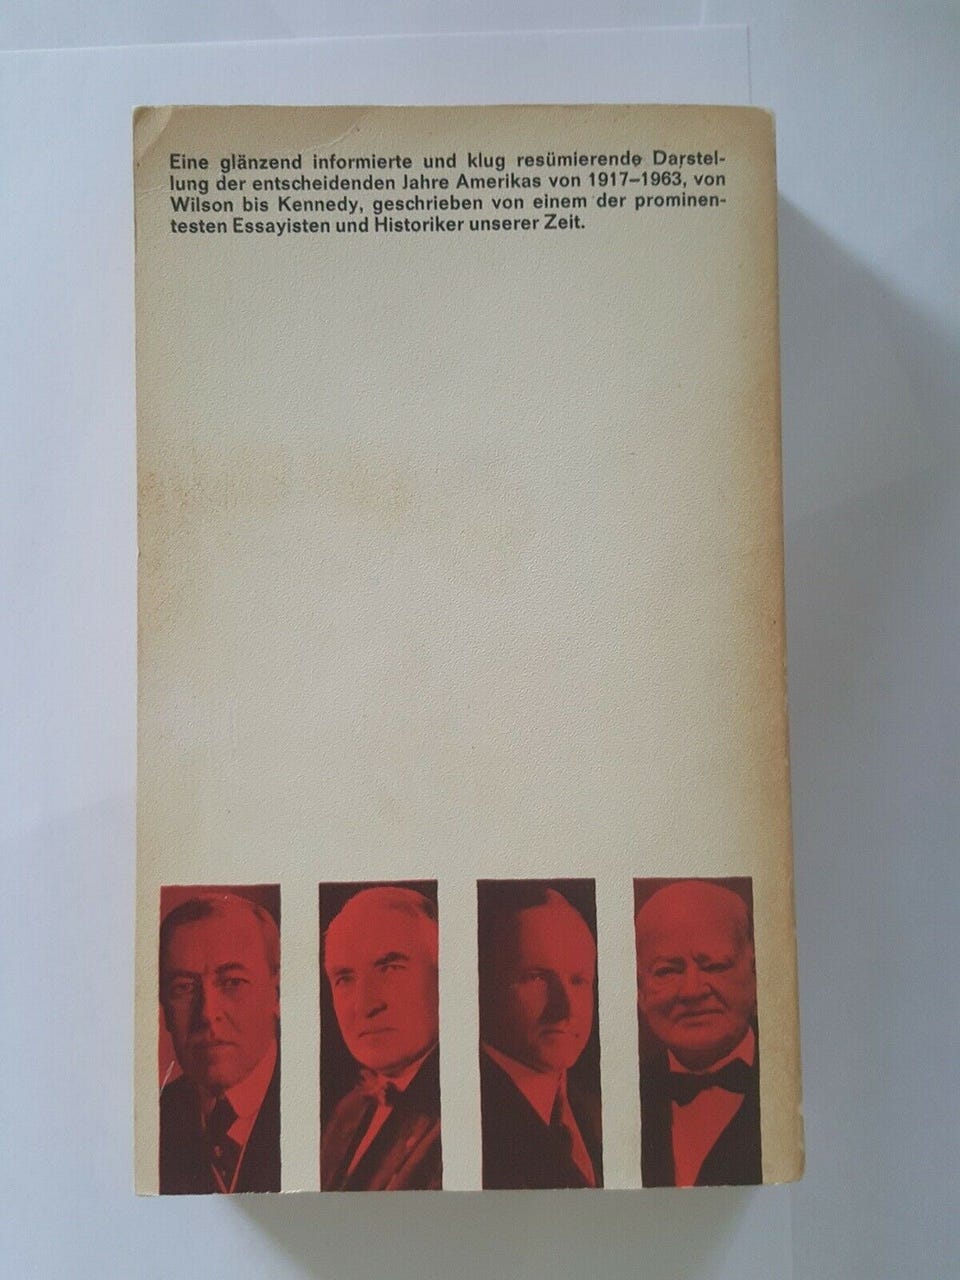 Eine glänzend informierte und klug resümierende Darstel-
lung der entscheidenden Jahre Amerikas von 1917–1963, von
Wilson bis Kennedy, geschrieben von einem der prominen-
testen Essayisten und Historiker unserer Zeit.